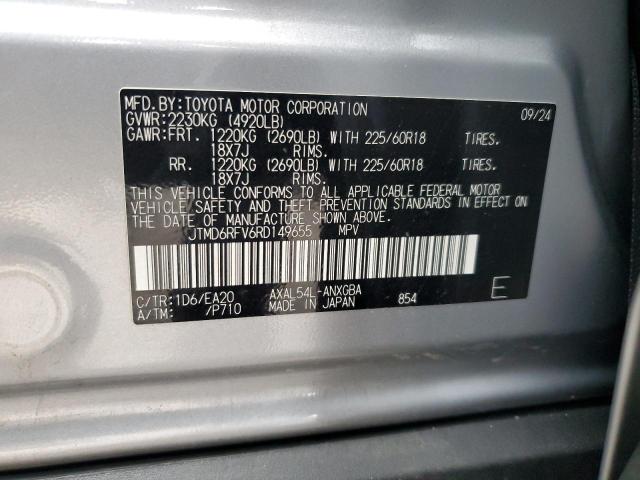 MFD.BY: TOYOTA MOTOR CORPORATION 09/24
GVWR: 2230KG (4920LB)
GAWR: FRT. 1220KG (2690LB) WITH 225/60R18 TIRES.
18X7J RIMS.
RR. 1220KG (2690LB) WITH 225/60R18 TIRES.
18X7J RIMS.
THIS VEHICLE CONFORMS TO ALL APPLICABLE FEDERAL MOTOR
VEHICLE SAFETY AND THEFT PREVENTION STANDARDS IN EFFECT ON
THE DATE OF MANUFACTURE SHOWN ABOVE.
JTMD6RFV6RD149655 MPV
C/TR: 1D6/EA20 AXAL54L-ANXGBA
A/TM: /P710 MADE IN JAPAN 854 E